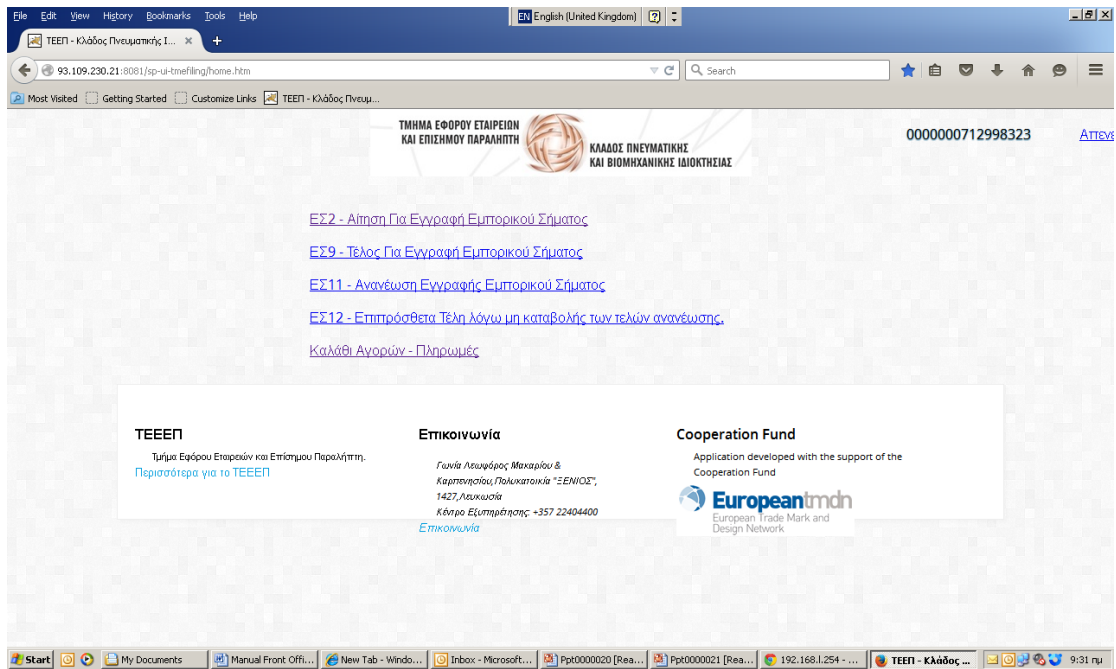 File Edit View History Bookmarks Tools Help
EN English (United Kingdom)
ΤΕΕΠ - Κλάδος Πνευματικής Ι...
93.109.230.21:8081/sp-ui-tmefiling/home.htm
Search
Most Visited Getting Started Customize Links ΤΕΕΠ - Κλάδος Πνευμ...
ΤΜΗΜΑ ΕΦΟΡΟΥ ΕΤΑΙΡΕΙΩΝ
ΚΑΙ ΕΠΙΣΗΜΟΥ ΠΑΡΑΛΗΠΤΗ
ΚΛΑΔΟΣ ΠΝΕΥΜΑΤΙΚΗΣ
ΚΑΙ ΒΙΟΜΗΧΑΝΙΚΗΣ ΙΔΙΟΚΤΗΣΙΑΣ
0000000712998323
Απενε
ΕΣ2 - Αίτηση Για Εγγραφή Εμπορικού Σήματος
ΕΣ9 - Τέλος Για Εγγραφή Εμπορικού Σήματος
ΕΣ11 - Ανανέωση Εγγραφής Εμπορικού Σήματος
ΕΣ12 - Επιπρόσθετα Τέλη λόγω μη καταβολής των τελών ανανέωσης.
Καλάθι Αγορών - Πληρωμές
ΤΕΕΕΠ
Τμήμα Εφόρου Εταιρειών και Επίσημου Παραλήπτη.
Περισσότερα για το ΤΕΕΕΠ
Επικοινωνία
Γωνία Λεωφόρος Μακαρίου &
Καρπενησίου,Πολυκατοικία "ΞΕΝΙΟΣ",
1427,Λευκωσία
Κέντρο Εξυπηρέτησης: +357 22404400
Επικοινωνία
Cooperation Fund
Application developed with the support of the
Cooperation Fund
Europeantmdn
European Trade Mark and
Design Network
Start My Documents Manual Front Offi... New Tab - Windo... Inbox - Microsoft... Ppt0000020 [Rea... Ppt0000021 [Rea... 192.168.l.254 - ... ΤΕΕΠ - Κλάδος ... 9:31 πμ